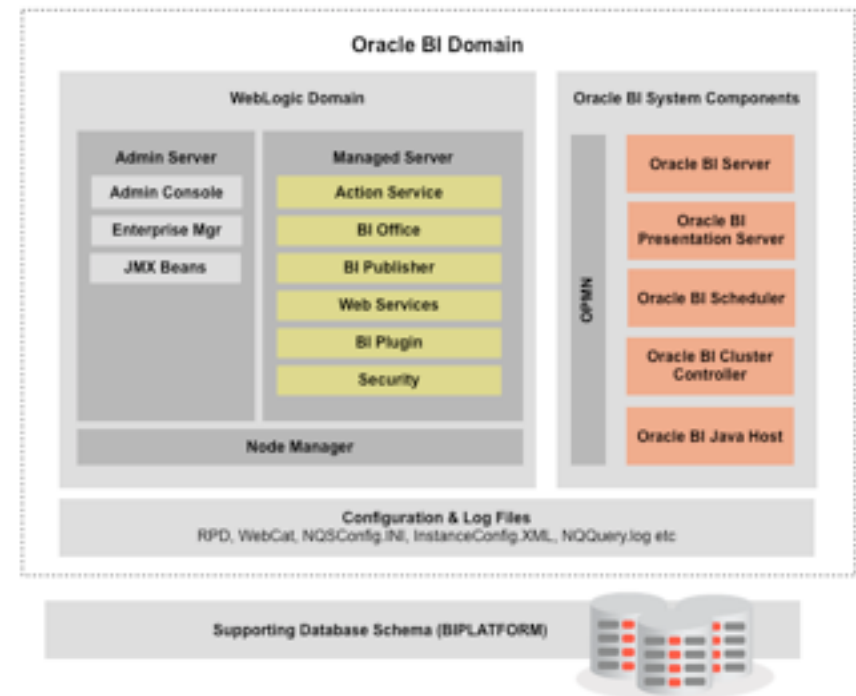 Oracle BI Domain
WebLogic Domain
Admin Server
Admin Console
Enterprise Mgr
JMX Beans
Managed Server
Action Service
BI Office
BI Publisher
Web Services
BI Plugin
Security
Node Manager
Oracle BI System Components
OPMN
Oracle BI Server
Oracle BI
Presentation Server
Oracle BI Scheduler
Oracle BI Cluster
Controller
Oracle BI Java Host
Configuration & Log Files
RPD, WebCat, NQSConfig.INI, InstanceConfig.XML, NQQuery.log etc
Supporting Database Schema (BIPLATFORM)